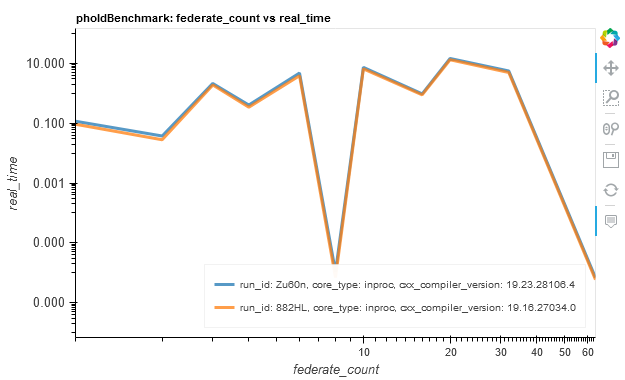 pholdBenchmark: federate_count vs real_time
10.000
0.100
0.001
0.000
0.000
real_time
run_id: Zu60n, core_type: inproc, cxx_compiler_version: 19.23.28106.4
run_id: 882HL, core_type: inproc, cxx_compiler_version: 19.16.27034.0
10 20 30 40 50 60
federate_count